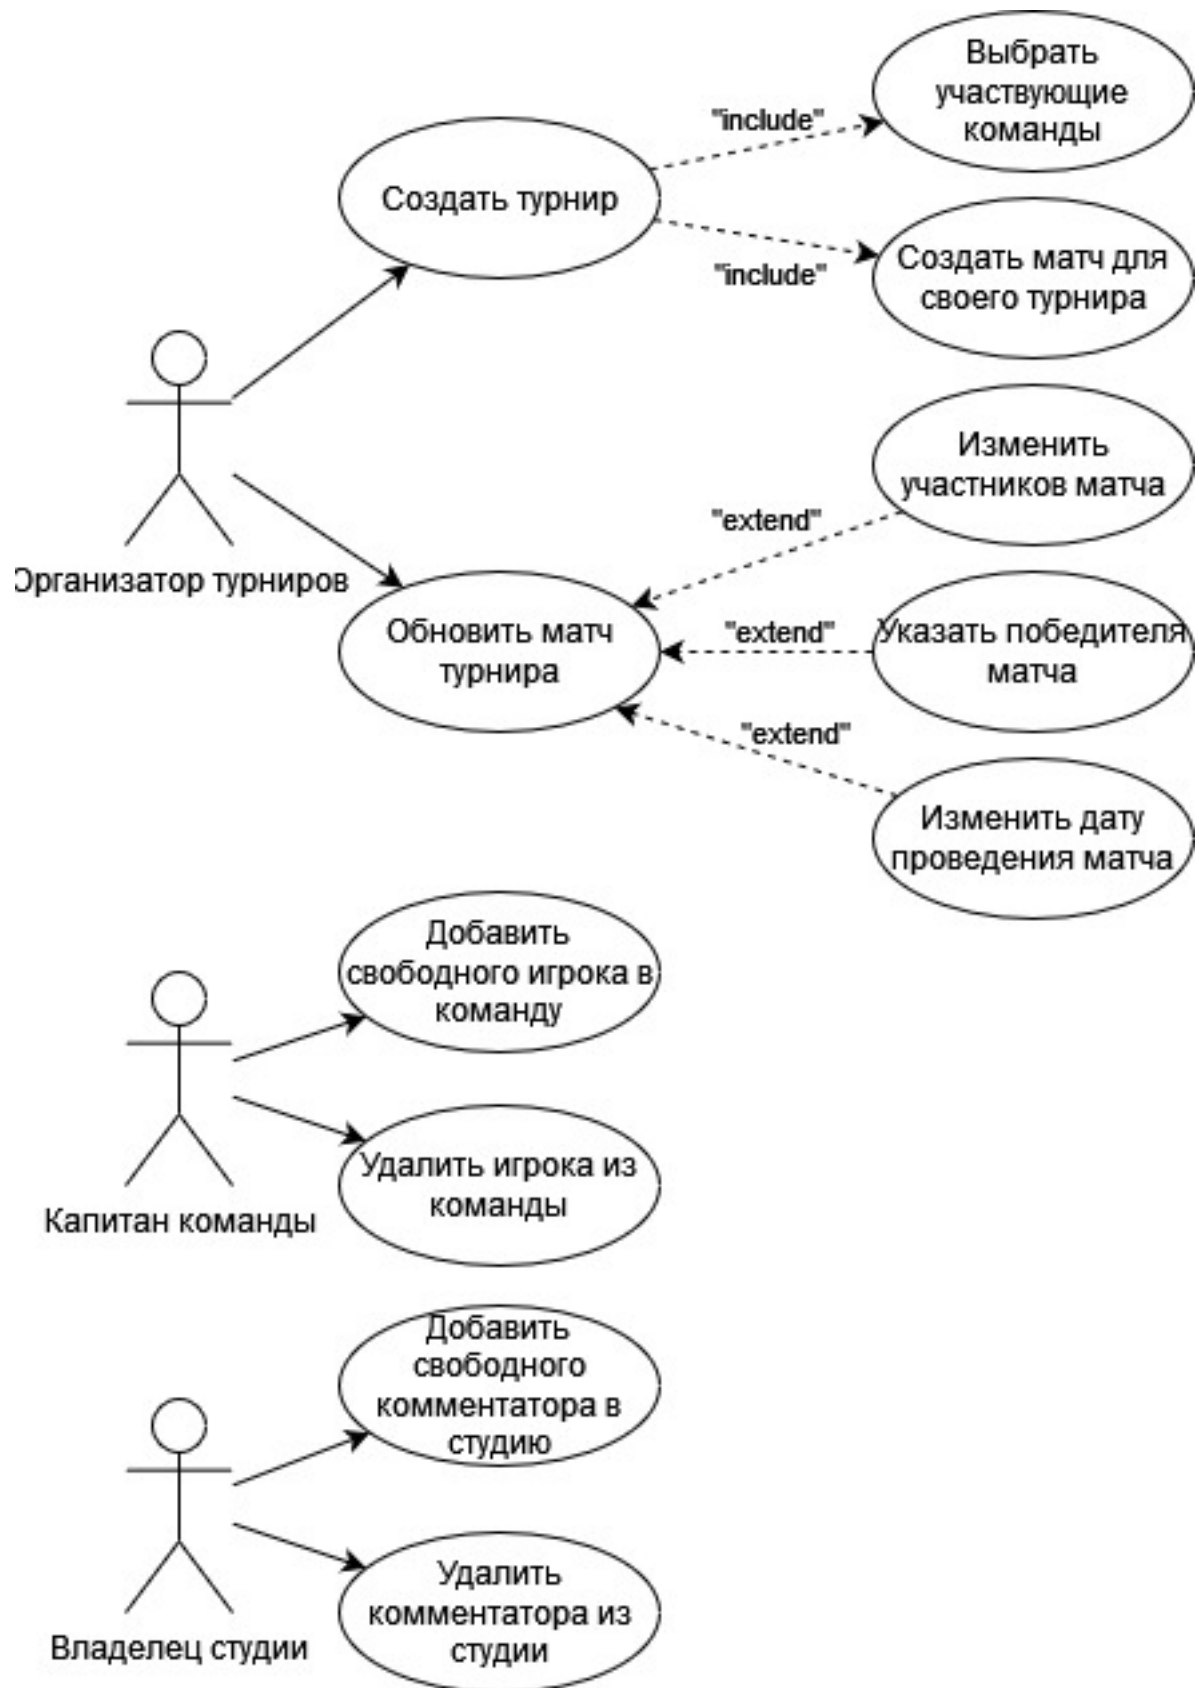 Выбрать
участвующие
команды
"include"
Создать турнир
"include"
Создать матч для
своего турнира
Изменить
участников матча
"extend"
Организатор турниров
Обновить матч
турнира
"extend"
Указать победителя
матча
"extend"
Изменить дату
проведения матча
Добавить
свободного игрока в
команду
Удалить игрока из
команды
Капитан команды
Добавить
свободного
комментатора в
студию
Удалить
комментатора из
студии
Владелец студии